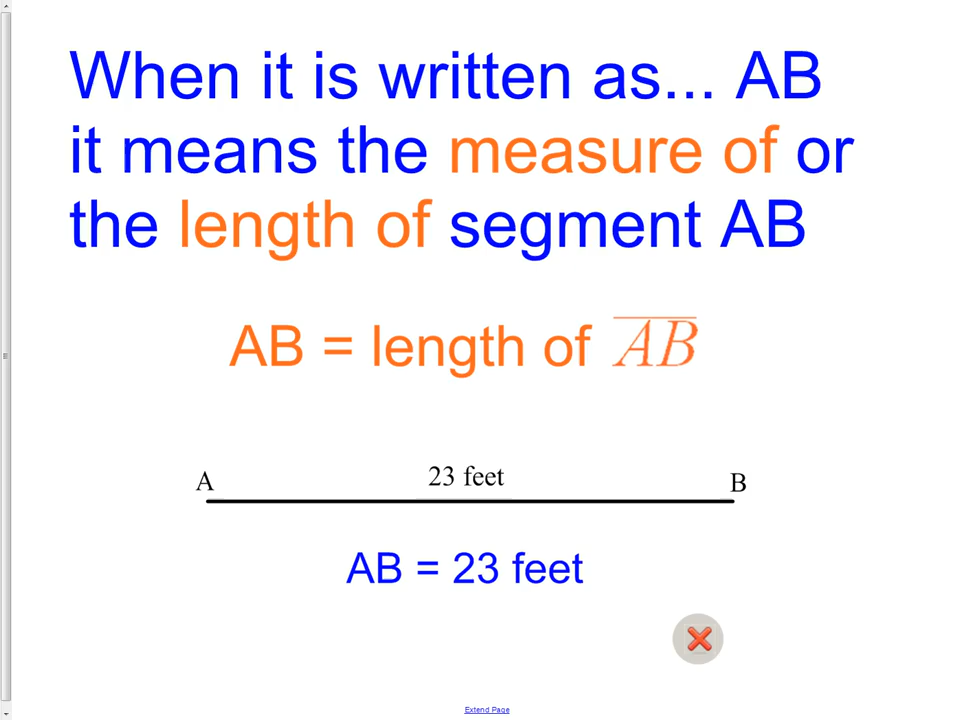 When it is written as... AB
it means the measure of or
the length of segment AB
AB = length of AB
23 feet
A
B
AB = 23 feet
Extend Page